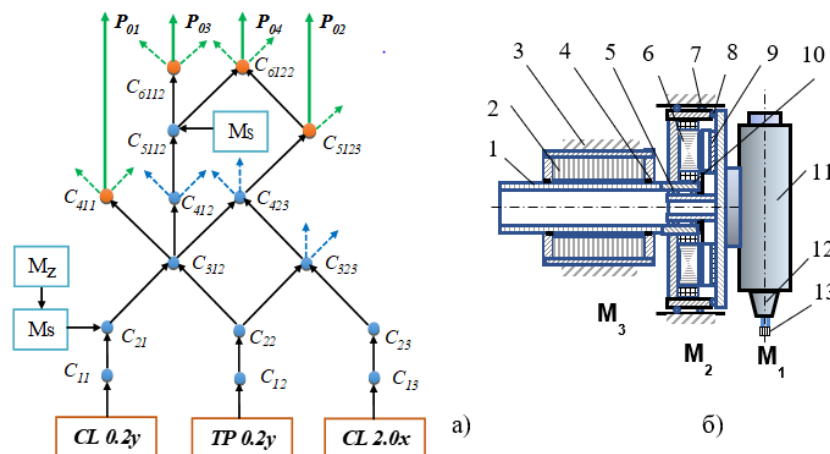 P01 P03 P04 P02
C6112 C6122
C5112 Ms C5123
C411 C412 C423
Mz C312 C323
Ms C21 C22 C23
C11 C12 C13
CL 0.2y TP 0.2y CL 2.0x
а)
3 4 5 6 7 8 9 10
2
1
11
12
13
M3
M2 M1
б)